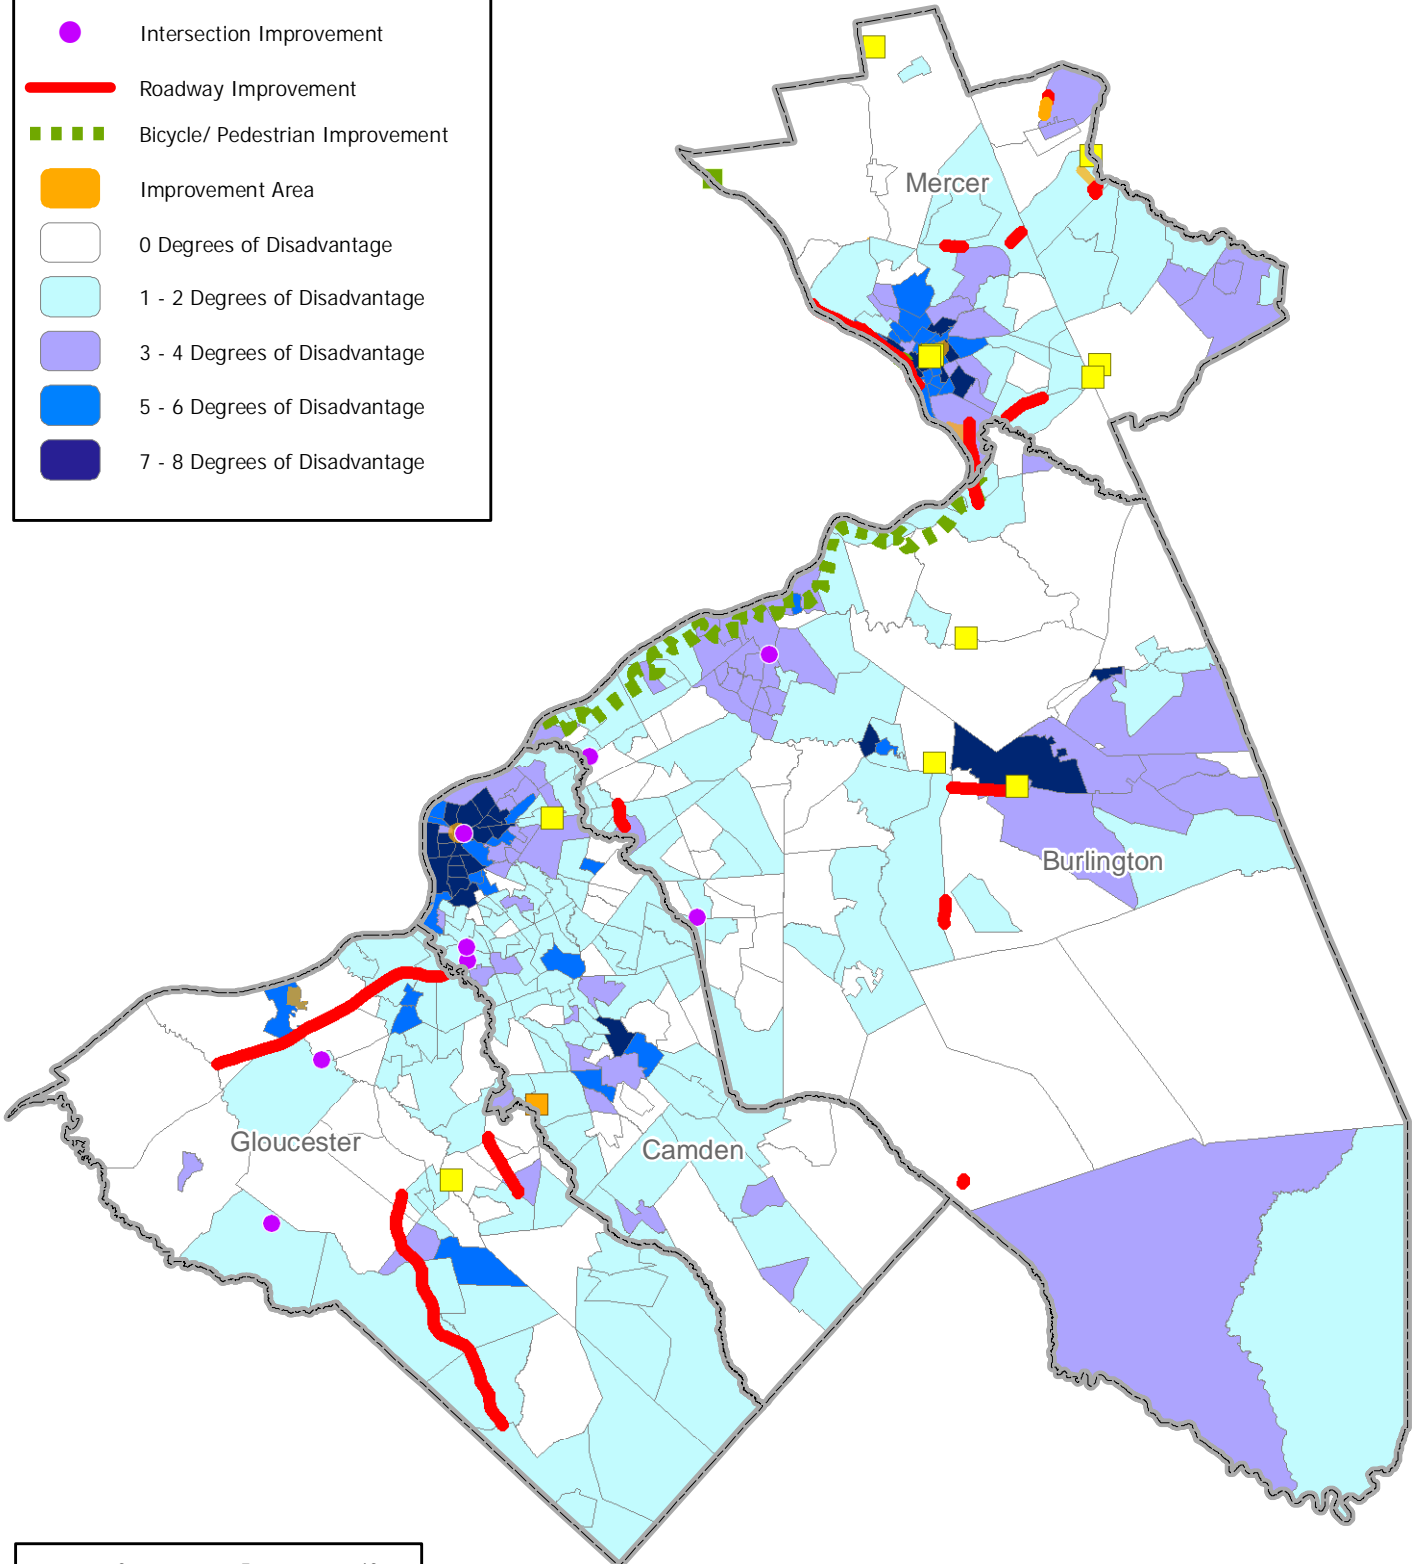 Intersection Improvement
Roadway Improvement
Bicycle/ Pedestrian Improvement
Improvement Area
0 Degrees of Disadvantage
1 - 2 Degrees of Disadvantage
3 - 4 Degrees of Disadvantage
5 - 6 Degrees of Disadvantage
7 - 8 Degrees of Disadvantage
Mercer
Burlington
Gloucester
Camden